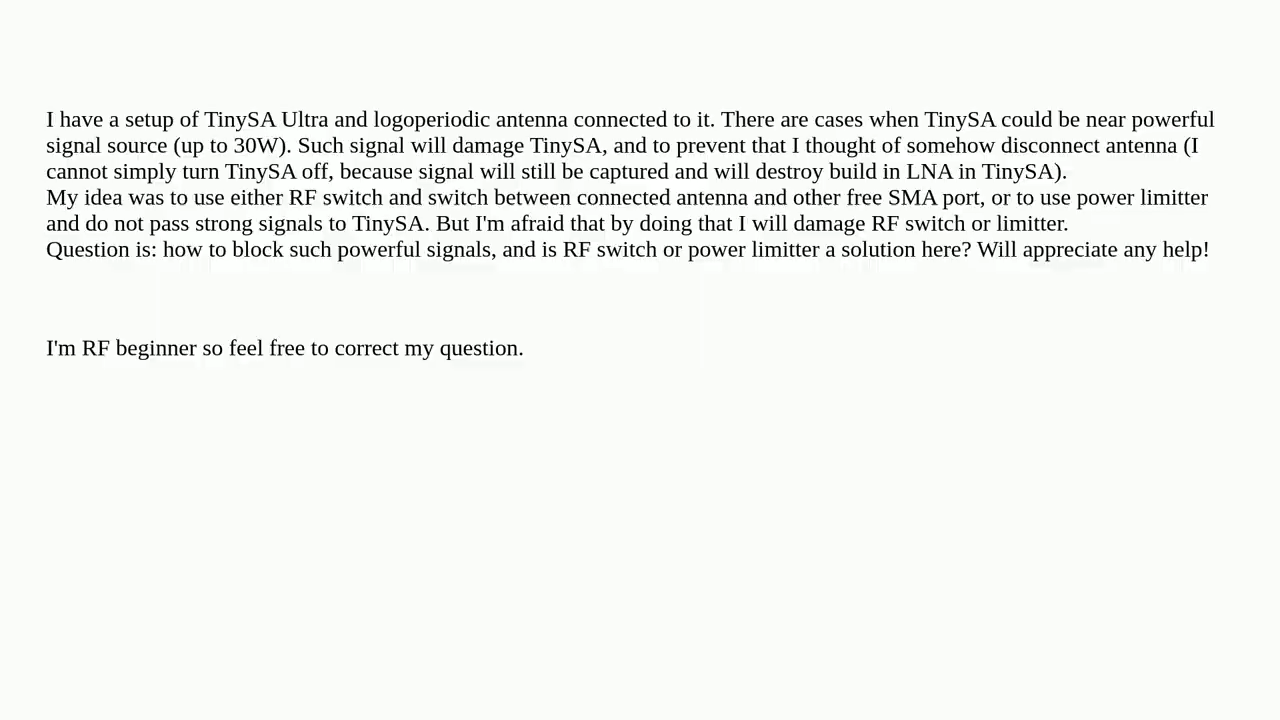 I have a setup of TinySA Ultra and logoperiodic antenna connected to it. There are cases when TinySA could be near powerful
signal source (up to 30W). Such signal will damage TinySA, and to prevent that I thought of somehow disconnect antenna (I
cannot simply turn TinySA off, because signal will still be captured and will destroy build in LNA in TinySA).
My idea was to use either RF switch and switch between connected antenna and other free SMA port, or to use power limitter
and do not pass strong signals to TinySA. But I'm afraid that by doing that I will damage RF switch or limitter.
Question is: how to block such powerful signals, and is RF switch or power limitter a solution here? Will appreciate any help!
I'm RF beginner so feel free to correct my question.